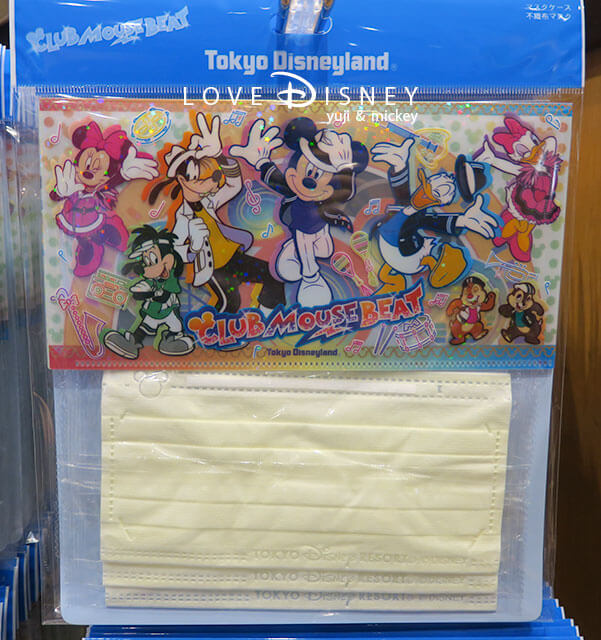 CLUB MOUSE BEAT
マスクケース
不織布マスク
Tokyo Disneyland®
LOVE DISNEY
yuji & mickey
CLUB MOUSE BEAT
Tokyo Disneyland
TOKYO Disney RESORT
TOKYO Disney RESORT
TOKYO Disney RESORT